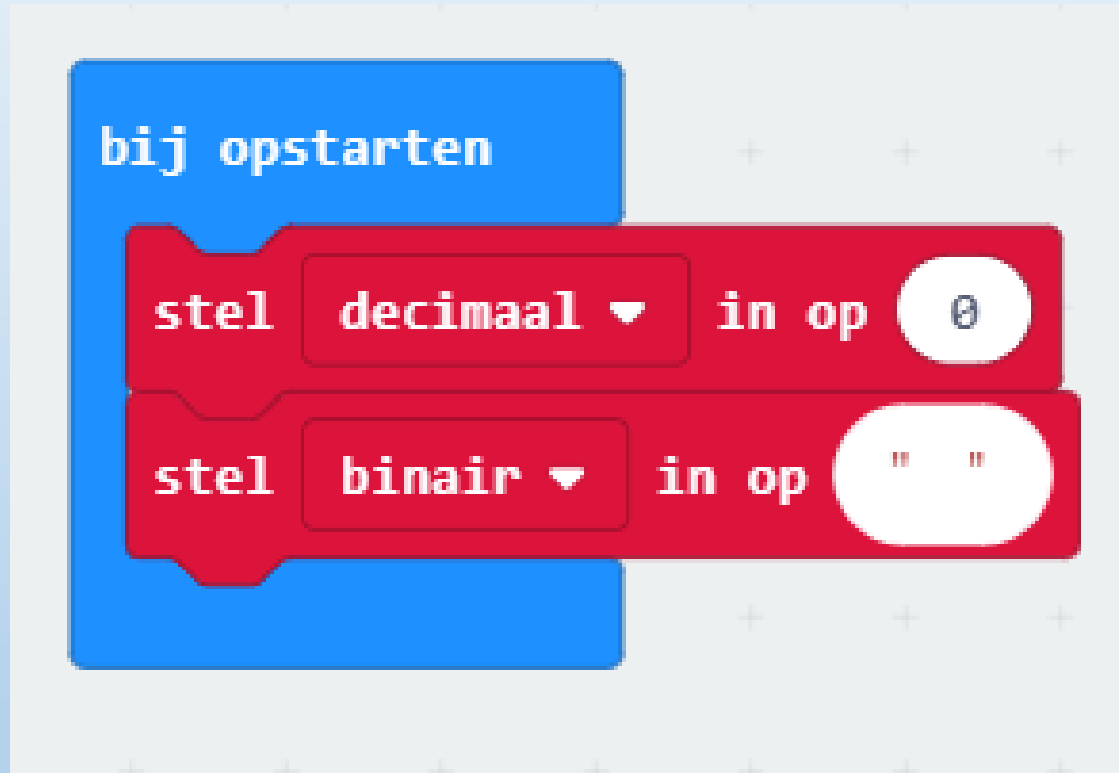 bij opstarten
stel decimaal in op 0
stel binair in op " "